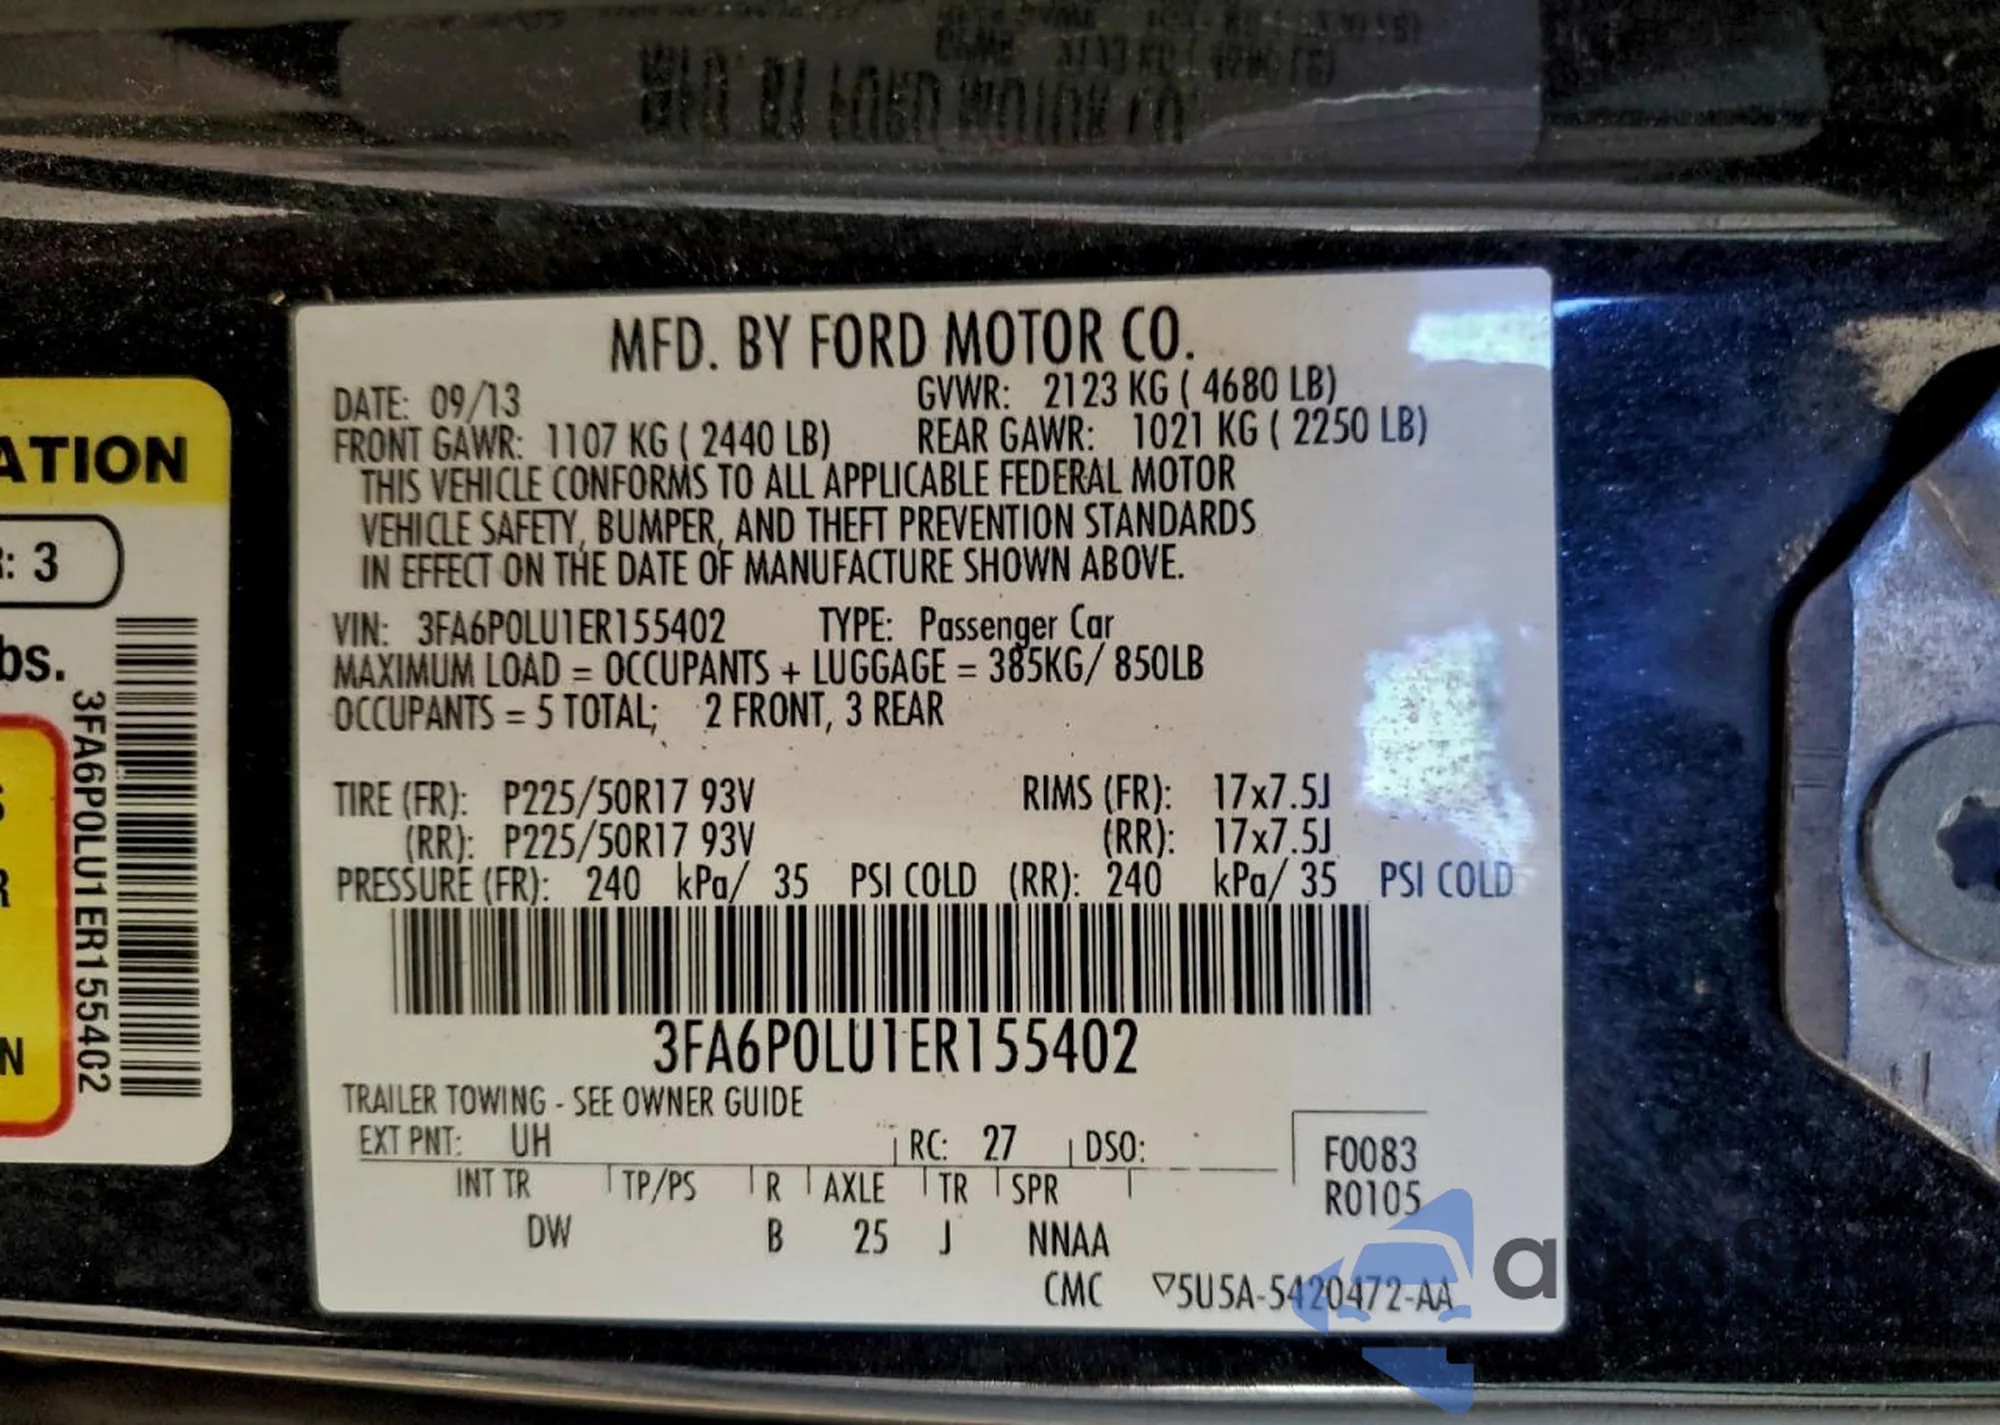 MFD. BY FORD MOTOR CO.
DATE: 09/13 GVWR: 2123 KG ( 4680 LB)
FRONT GAWR: 1107 KG ( 2440 LB) REAR GAWR: 1021 KG ( 2250 LB)
THIS VEHICLE CONFORMS TO ALL APPLICABLE FEDERAL MOTOR
VEHICLE SAFETY, BUMPER, AND THEFT PREVENTION STANDARDS
IN EFFECT ON THE DATE OF MANUFACTURE SHOWN ABOVE.
VIN: 3FA6P0LU1ER155402 TYPE: Passenger Car
MAXIMUM LOAD = OCCUPANTS + LUGGAGE = 385KG/ 850LB
OCCUPANTS = 5 TOTAL; 2 FRONT, 3 REAR
TIRE (FR): P225/50R17 93V RIMS (FR): 17x7.5J
(RR): P225/50R17 93V (RR): 17x7.5J
PRESSURE (FR): 240 kPa/ 35 PSI COLD (RR): 240 kPa/ 35 PSI COLD
3FA6P0LU1ER155402
TRAILER TOWING - SEE OWNER GUIDE
EXT PNT: UH RC: 27 DSO:
F0083
R0105
INT TR TP/PS R AXLE TR SPR
DW B 25 J NNAA
CMC ▽5U5A-5420472-AA
ATION
R: 3
bs.
3FA6P0LU1ER155402
S
R
N